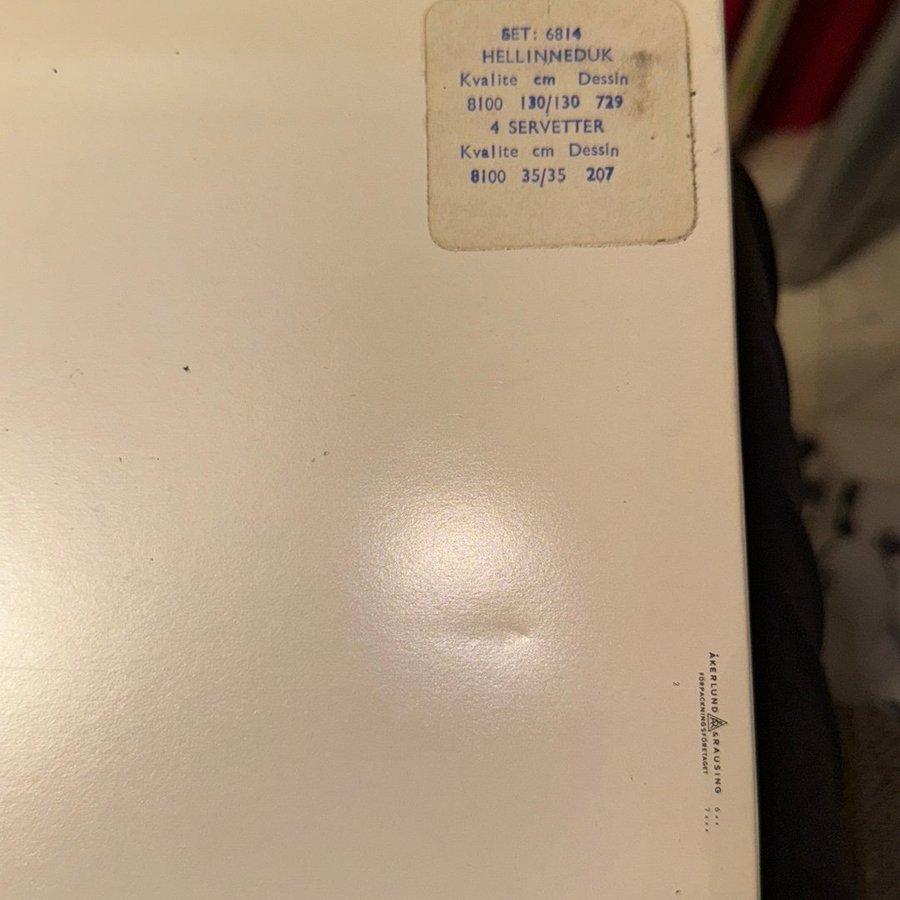 SET: 6814
HELLINNEDUK
Kvalite cm Dessin
8100 130/130 729
4 SERVETTER
Kvalite cm Dessin
8100 35/35 207
2
ÅKERLUND & RAUSING
FÖRPACKNINGSFÖRETAGET